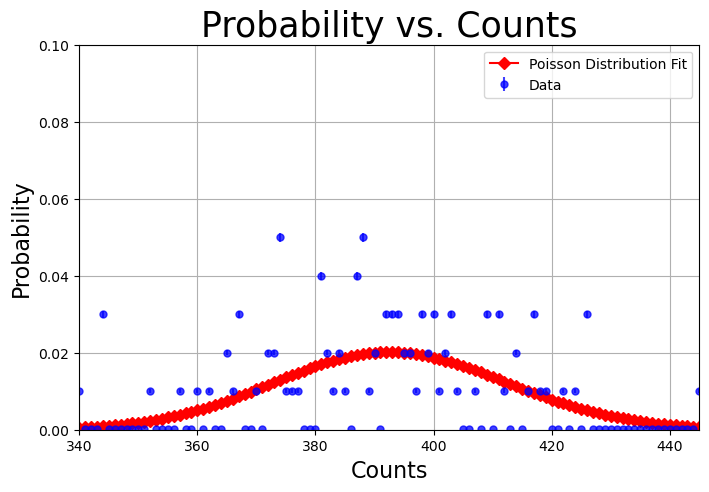 Probability vs. Counts
Poisson Distribution Fit
Data
Probability
0.10
0.08
0.06
0.04
0.02
0.00
340 360 380 400 420 440
Counts